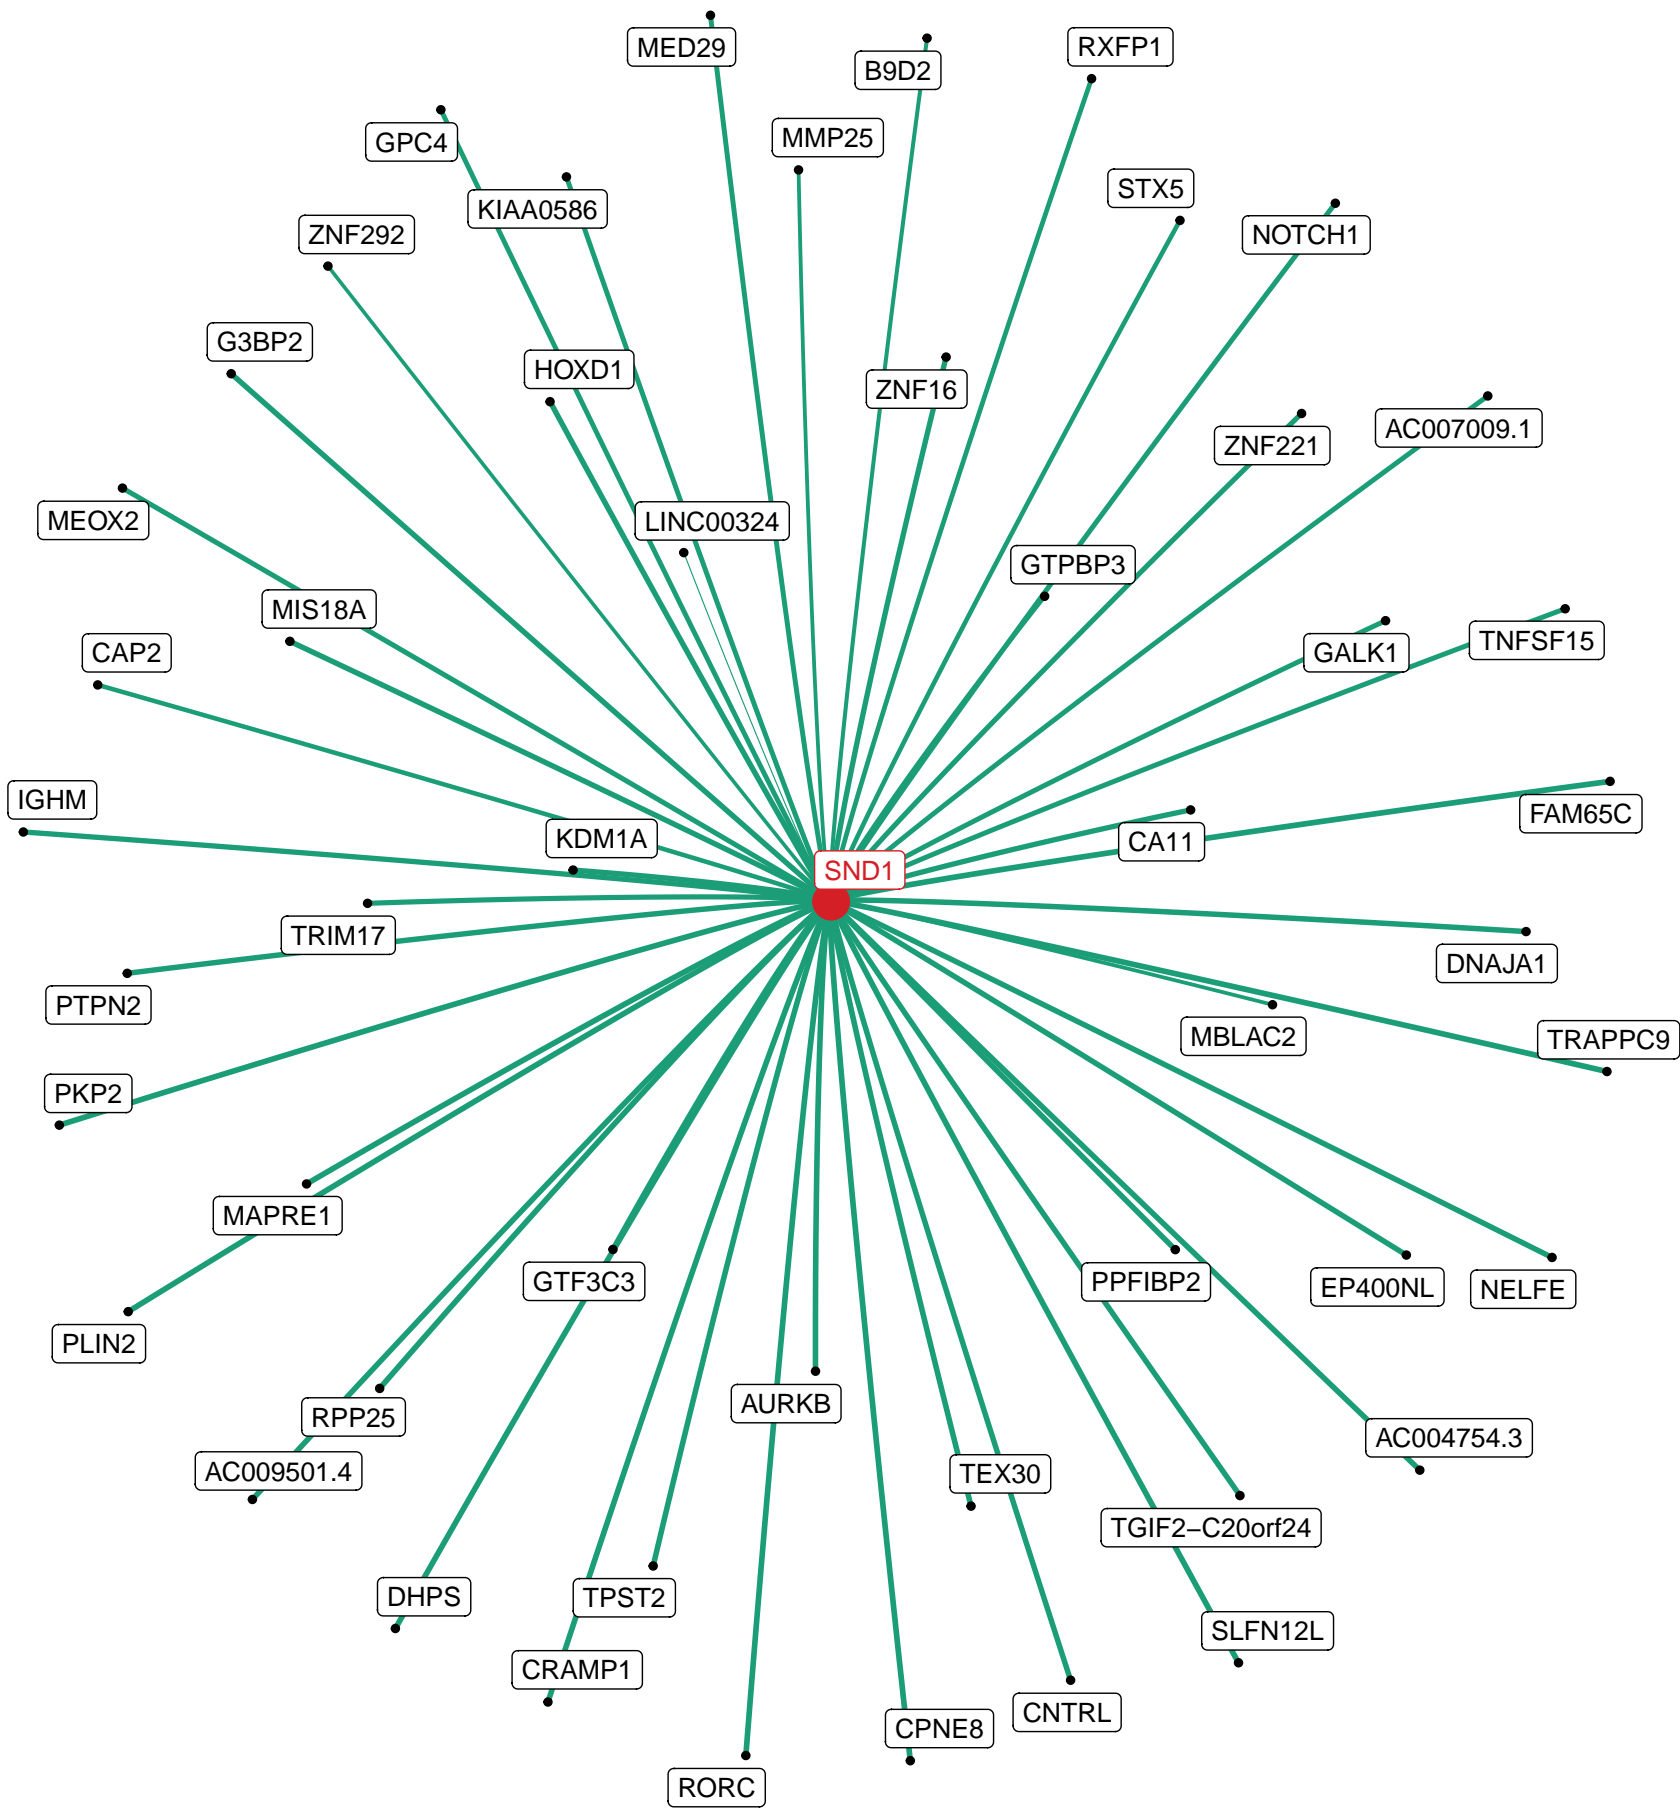 MED29
RXFP1
B9D2
MMP25
GPC4
STX5
KIAA0586
ZNF292
NOTCH1
G3BP2
HOXD1
ZNF16
AC007009.1
ZNF221
MEOX2
LINC00324
GTPBP3
MIS18A
TNFSF15
CAP2
GALK1
IGHM
FAM65C
KDM1A
CA11
SND1
TRIM17
DNAJA1
PTPN2
MBLAC2
TRAPPC9
PKP2
MAPRE1
GTF3C3
PPFIBP2
EP400NL
NELFE
PLIN2
AURKB
RPP25
AC004754.3
AC009501.4
TEX30
TGIF2−C20orf24
DHPS
TPST2
SLFN12L
CRAMP1
CNTRL
CPNE8
RORC